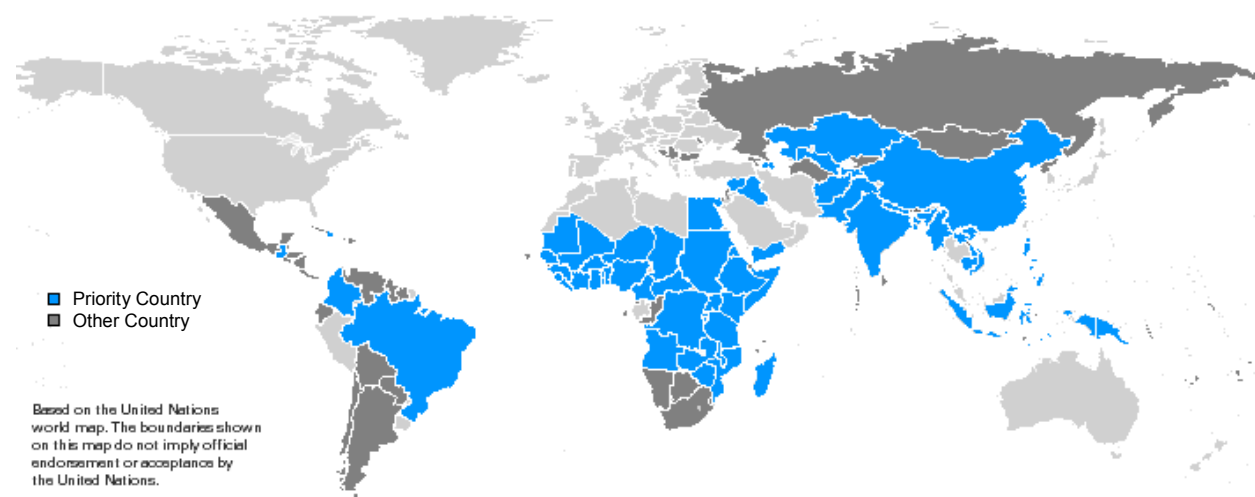 Priority Country
Other Country
Based on the United Nations
world map. The boundaries shown
on this map do not imply official
endorsement or acceptance by
the United Nations.